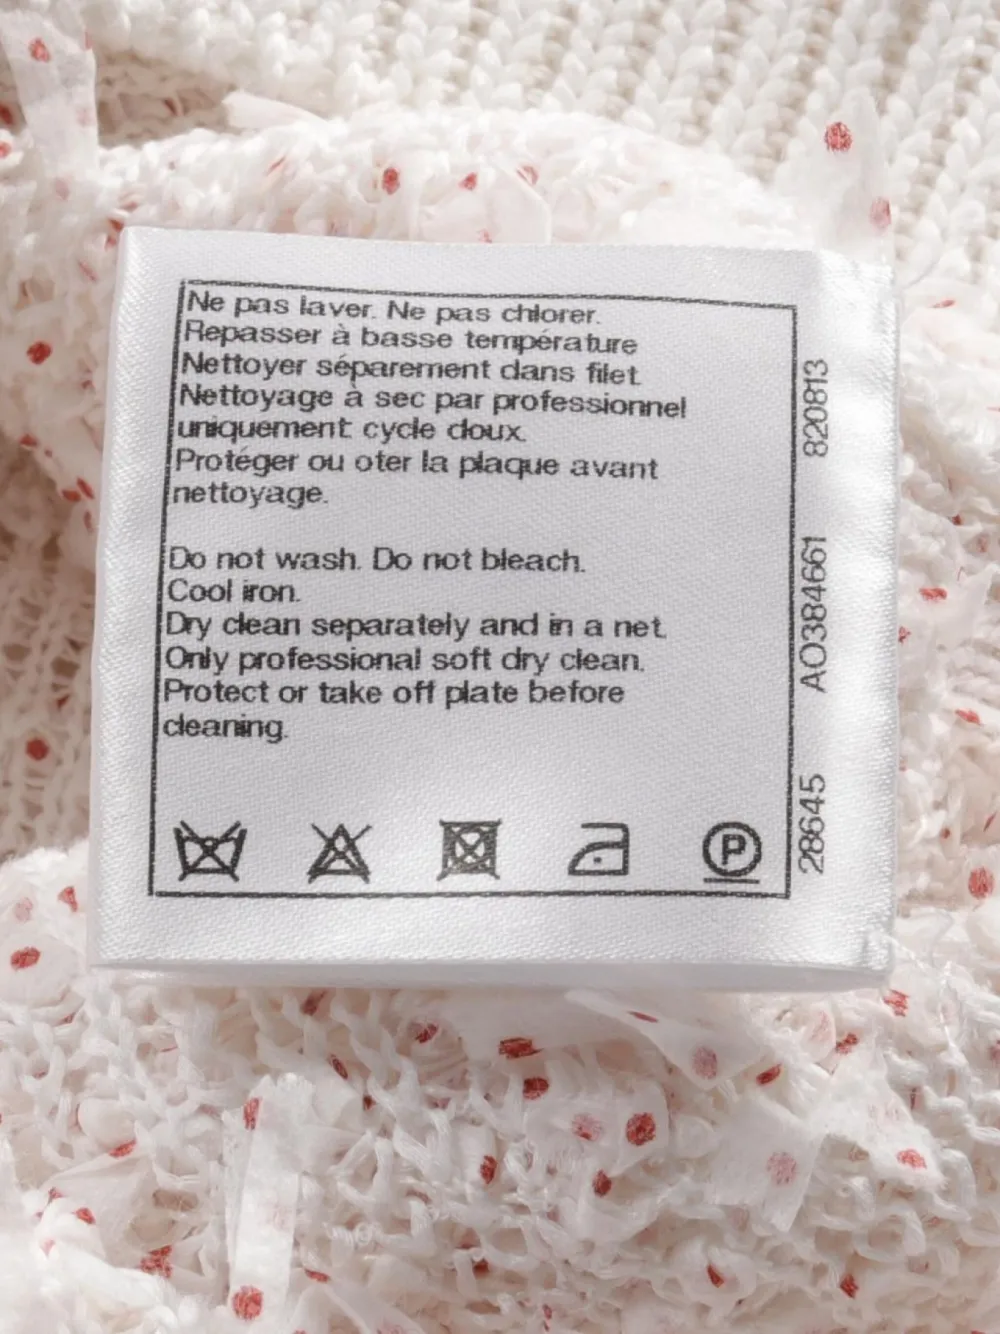 Ne pas laver. Ne pas chlorer.
Repasser à basse température
Nettoyer séparement dans filet.
Nettoyage à sec par professionnel
uniquement: cycle doux.
Protéger ou oter la plaque avant
nettoyage.
Do not wash. Do not bleach.
Cool iron.
Dry clean separately and in a net.
Only professional soft dry clean.
Protect or take off plate before
cleaning.
P
28645 AO384661 820813